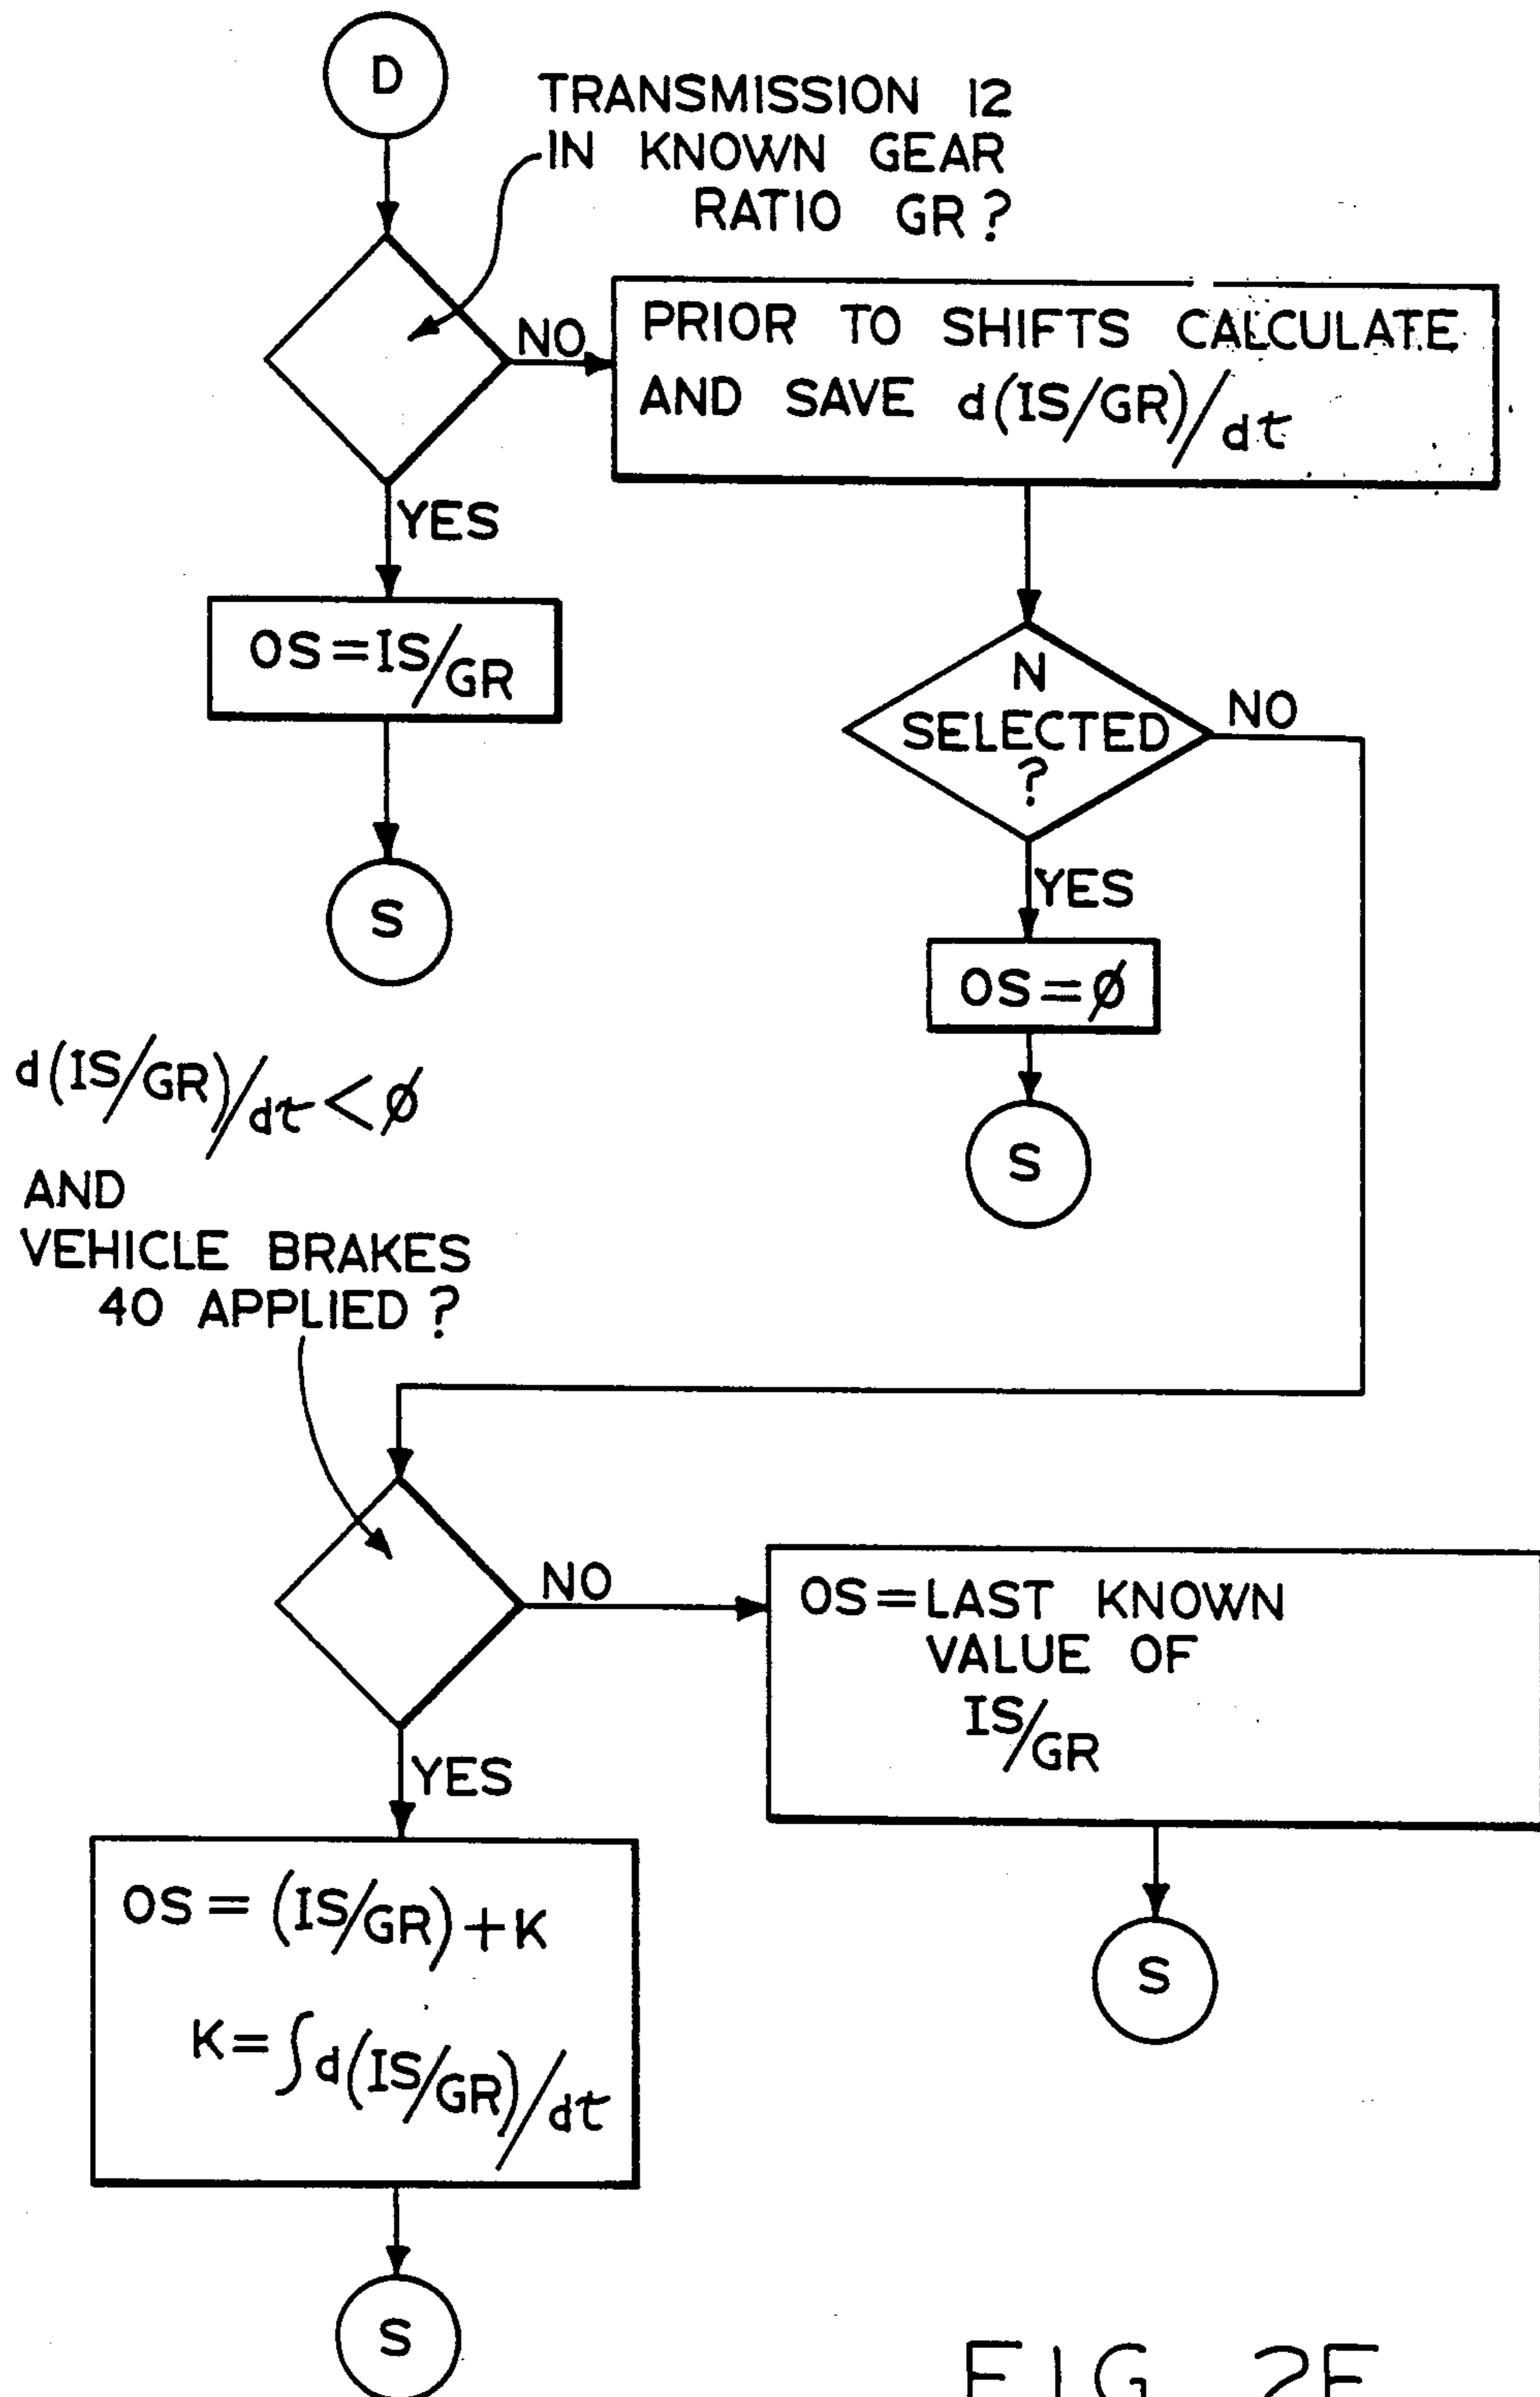 D
TRANSMISSION 12
IN KNOWN GEAR
RATIO GR?
NO
PRIOR TO SHIFTS CALCULATE
AND SAVE d(IS/GR)/dt
YES
OS=IS/GR
S
N
SELECTED
?
NO
YES
OS=ø
S
d(IS/GR)/dt<ø
AND
VEHICLE BRAKES
40 APPLIED?
NO
OS=LAST KNOWN
VALUE OF
IS/GR
S
YES
OS=(IS/GR)+K
K=∫d(IS/GR)/dt
S